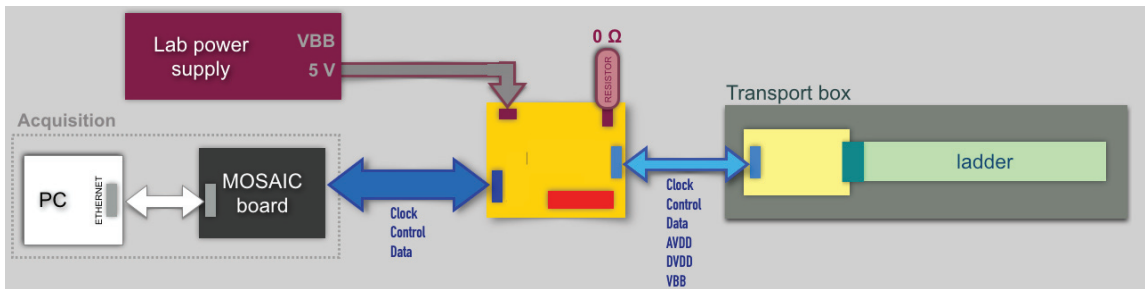 Lab power
supply
VBB
5 V
0 Ω
RESISTOR
Acquisition
PC
ETHERNET
MOSAIC
board
Clock
Control
Data
Clock
Control
Data
AVDD
DVDD
VBB
Transport box
ladder